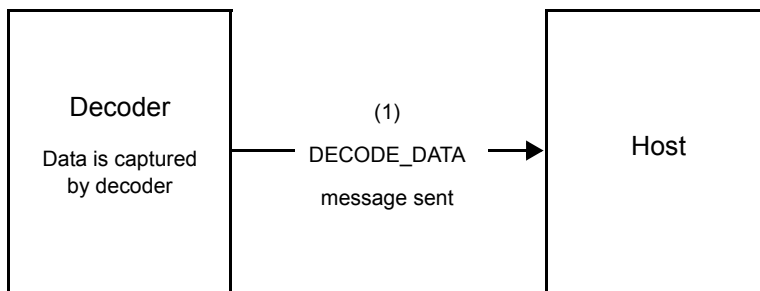 Decoder
Data is captured
by decoder
(1)
DECODE_DATA
message sent
Host